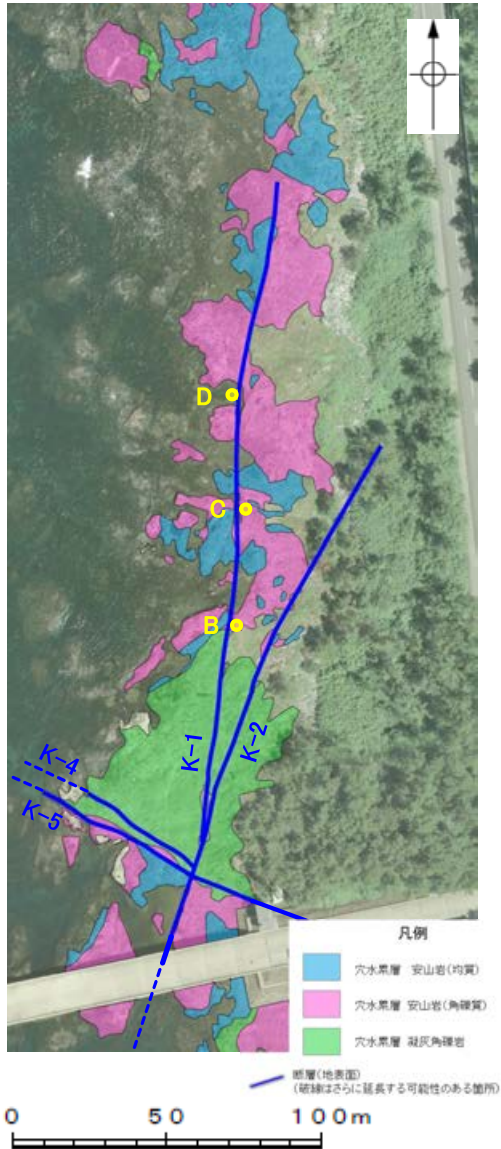 D
C
B
K-1
K-2
K-4
K-5
凡例
穴水累層 安山岩(均質)
穴水累層 安山岩(角礫質)
穴水累層 凝灰角礫岩
断層(地表面)
(破線はさらに延長する可能性のある箇所)
0 50 100m